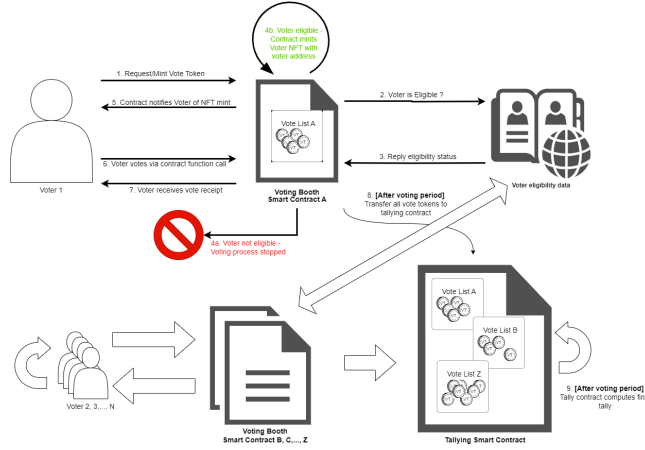 4b. Voter eligible -
Contract mints
Voter NFT with
voter address
1. Request/Mint Vote Token
2. Voter is Eligible ?
5. Contract notifies Voter of NFT mint
Vote List A
6. Voter votes via contract function call
3. Reply eligibility status
7. Voter receives vote receipt
Voter 1
Voting Booth
Smart Contract A
Voter eligibility data
8. [After voting period]
Transfer all vote tokens to
tallying contract
4a. Voter not eligible -
Voting process stopped
Vote List A
VT
Vote List B
VT
Vote List Z
VT
9. [After voting period]
Tally contract computes fin
tally
Voter 2, 3,..., N
Voting Booth
Smart Contract B, C,..., Z
Tallying Smart Contract